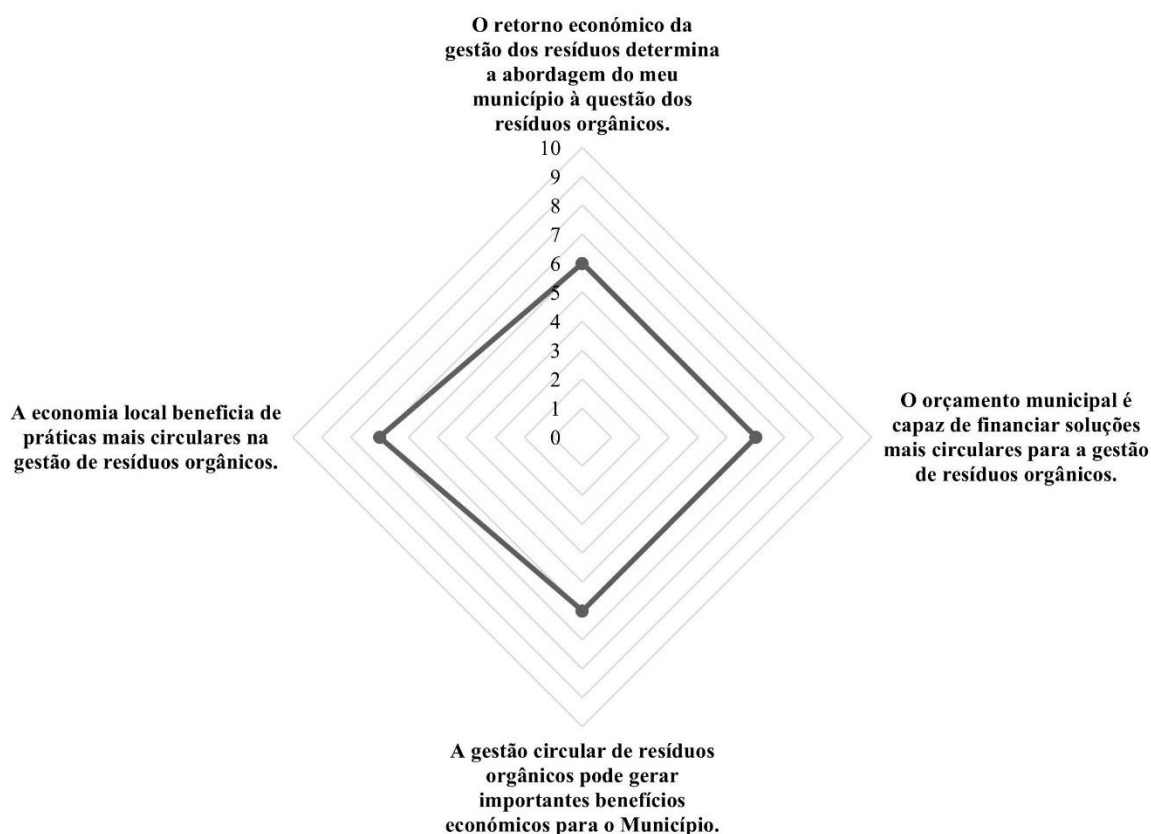 O retorno económico da
gestão dos resíduos determina
a abordagem do meu
município à questão dos
resíduos orgânicos.
10
9
8
7
6
5
4
3
2
1
0
A economia local beneficia de
práticas mais circulares na
gestão de resíduos orgânicos.
O orçamento municipal é
capaz de financiar soluções
mais circulares para a gestão
de resíduos orgânicos.
A gestão circular de resíduos
orgânicos pode gerar
importantes benefícios
económicos para o Município.